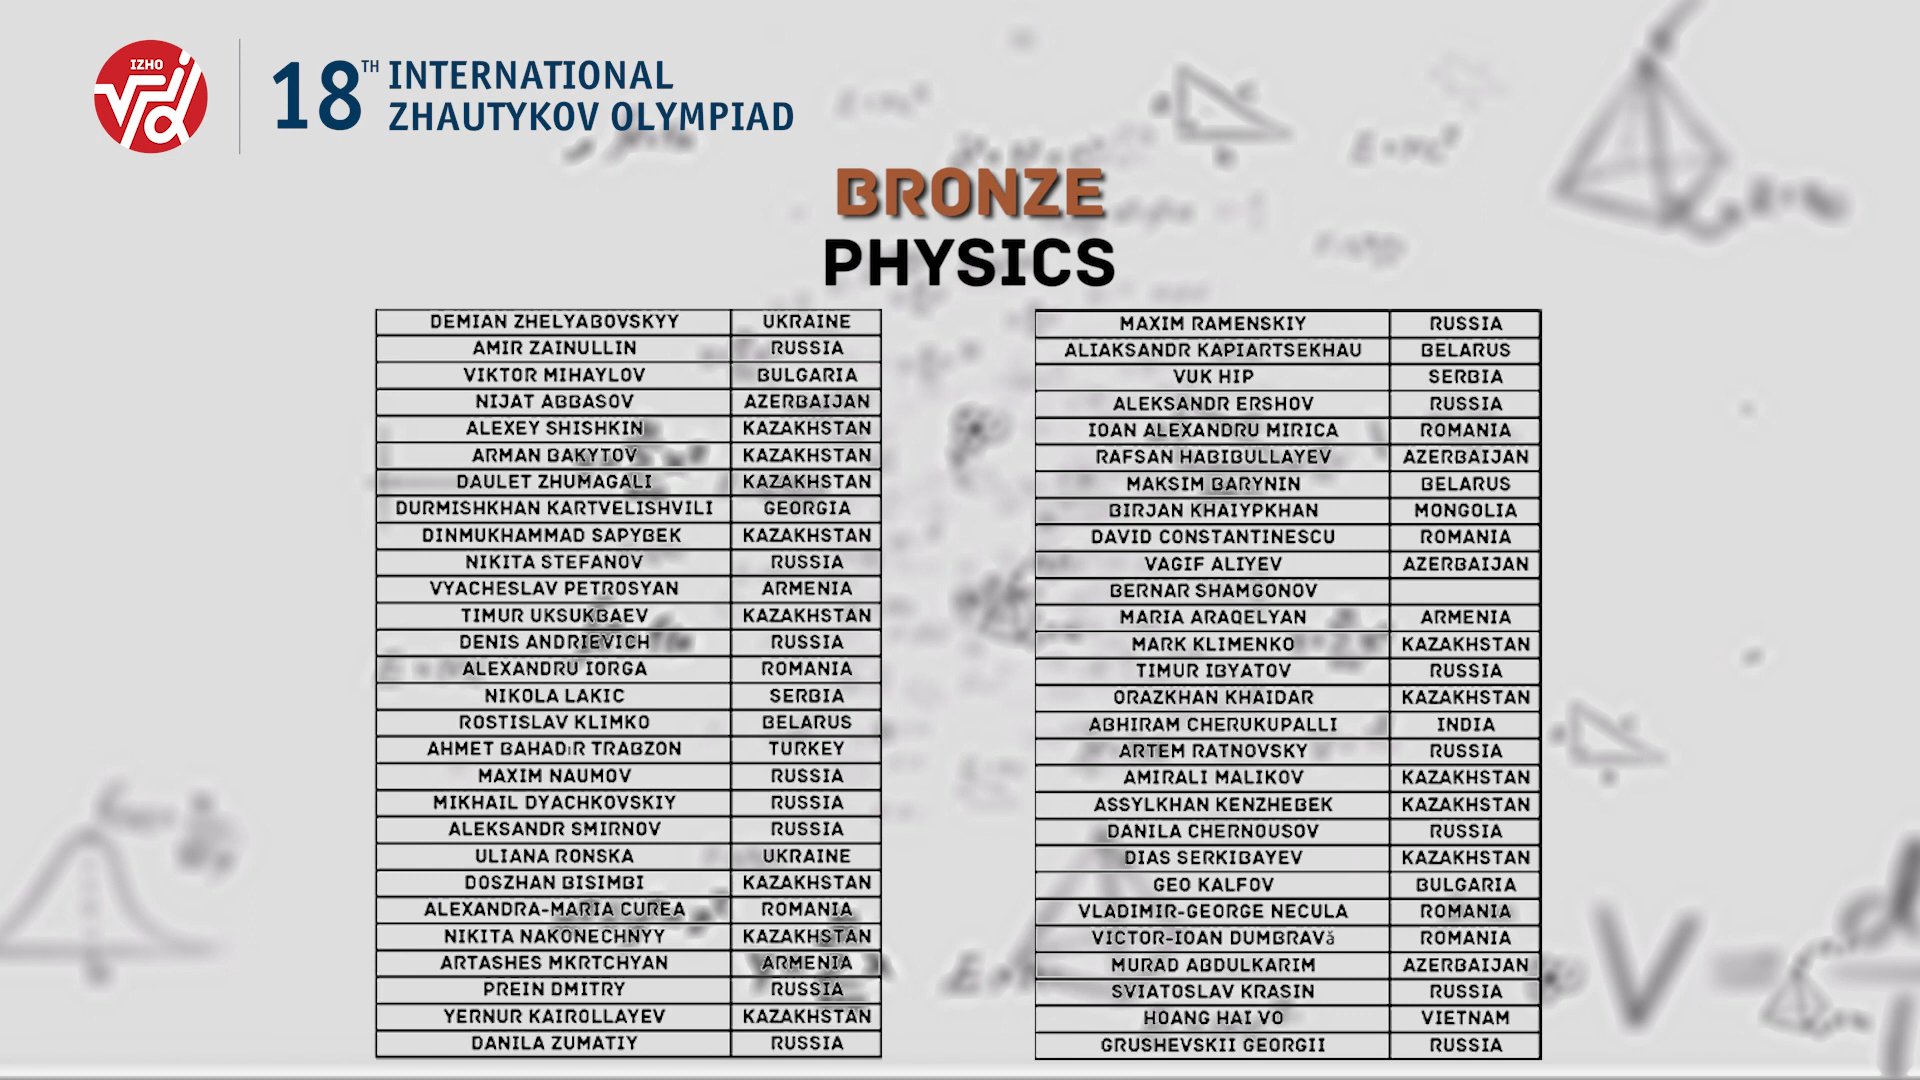 IZHO
18TH INTERNATIONAL
ZHAUTYKOV OLYMPIAD
BRONZE
PHYSICS
DEMIAN ZHELYABOVSKYY UKRAINE
AMIR ZAINULLIN RUSSIA
VIKTOR MIHAYLOV BULGARIA
NIJAT ABBASOV AZERBAIJAN
ALEXEY SHISHKIN KAZAKHSTAN
ARMAN BAKYTOV KAZAKHSTAN
DAULET ZHUMAGALI KAZAKHSTAN
DURMISHKHAN KARTVELISHVILI GEORGIA
DINMUKHAMMAD SAPYBEK KAZAKHSTAN
NIKITA STEFANOV RUSSIA
VYACHESLAV PETROSYAN ARMENIA
TIMUR UKSUKBAEV KAZAKHSTAN
DENIS ANDRIEVICH RUSSIA
ALEXANDRU IORGA ROMANIA
NIKOLA LAKIC SERBIA
ROSTISLAV KLIMKO BELARUS
AHMET BAHADıR TRABZON TURKEY
MAXIM NAUMOV RUSSIA
MIKHAIL DYACHKOVSKIY RUSSIA
ALEKSANDR SMIRNOV RUSSIA
ULIANA RONSKA UKRAINE
DOSZHAN BISIMBI KAZAKHSTAN
ALEXANDRA-MARIA CUREA ROMANIA
NIKITA NAKONECHNYY KAZAKHSTAN
ARTASHES MKRTCHYAN ARMENIA
PREIN DMITRY RUSSIA
YERNUR KAIROLLAYEV KAZAKHSTAN
DANILA ZUMATIY RUSSIA
MAXIM RAMENSKIY RUSSIA
ALIAKSANDR KAPIARTSEKHAU BELARUS
VUK HIP SERBIA
ALEKSANDR ERSHOV RUSSIA
IOAN ALEXANDRU MIRICA ROMANIA
RAFSAN HABIBULLAYEV AZERBAIJAN
MAKSIM BARYNIN BELARUS
BIRJAN KHAIYPKHAN MONGOLIA
DAVID CONSTANTINESCU ROMANIA
VAGIF ALIYEV AZERBAIJAN
BERNAR SHAMGONOV
MARIA ARAQELYAN ARMENIA
MARK KLIMENKO KAZAKHSTAN
TIMUR IBYATOV RUSSIA
ORAZKHAN KHAIDAR KAZAKHSTAN
ABHIRAM CHERUKUPALLI INDIA
ARTEM RATNOVSKY RUSSIA
AMIRALI MALIKOV KAZAKHSTAN
ASSYLKHAN KENZHEBEK KAZAKHSTAN
DANILA CHERNOUSOV RUSSIA
DIAS SERKIBAYEV KAZAKHSTAN
GEO KALFOV BULGARIA
VLADIMIR-GEORGE NECULA ROMANIA
VICTOR-IOAN DUMBRAVă ROMANIA
MURAD ABDULKARIM AZERBAIJAN
SVIATOSLAV KRASIN RUSSIA
HOANG HAI VO VIETNAM
GRUSHEVSKII GEORGII RUSSIA